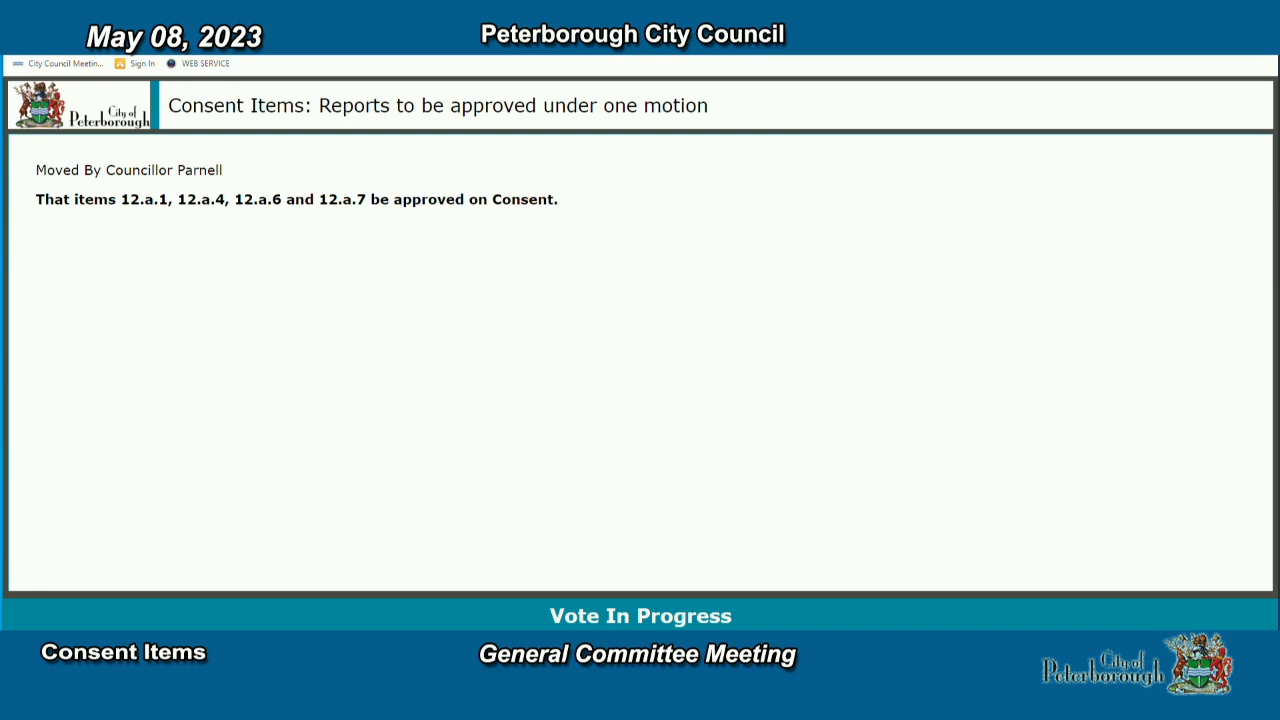 May 08, 2023
Peterborough City Council
City Council Meetin...
Sign In
WEB SERVICE
City of
Peterborough
Consent Items: Reports to be approved under one motion
Moved By Councillor Parnell
That items 12.a.1, 12.a.4, 12.a.6 and 12.a.7 be approved on Consent.
Vote In Progress
Consent Items
General Committee Meeting
City of
Peterborough